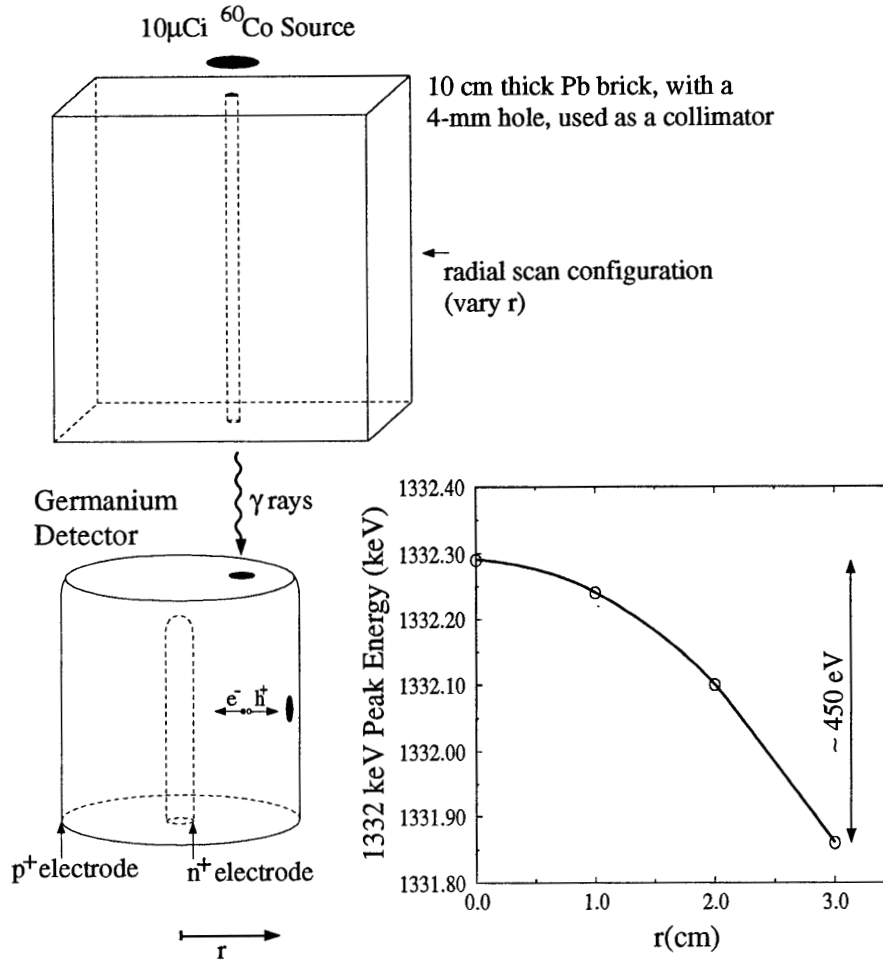 10μCi ⁶⁰Co Source
10 cm thick Pb brick, with a
4-mm hole, used as a collimator
radial scan configuration
(vary r)
Germanium
Detector
γ rays
e⁻ h⁺
p⁺ electrode
n⁺ electrode
r
1332 keV Peak Energy (keV)
1332.40
1332.30
1332.20
1332.10
1332.00
1331.90
1331.80
~ 450 eV
0.0 1.0 2.0 3.0
r(cm)